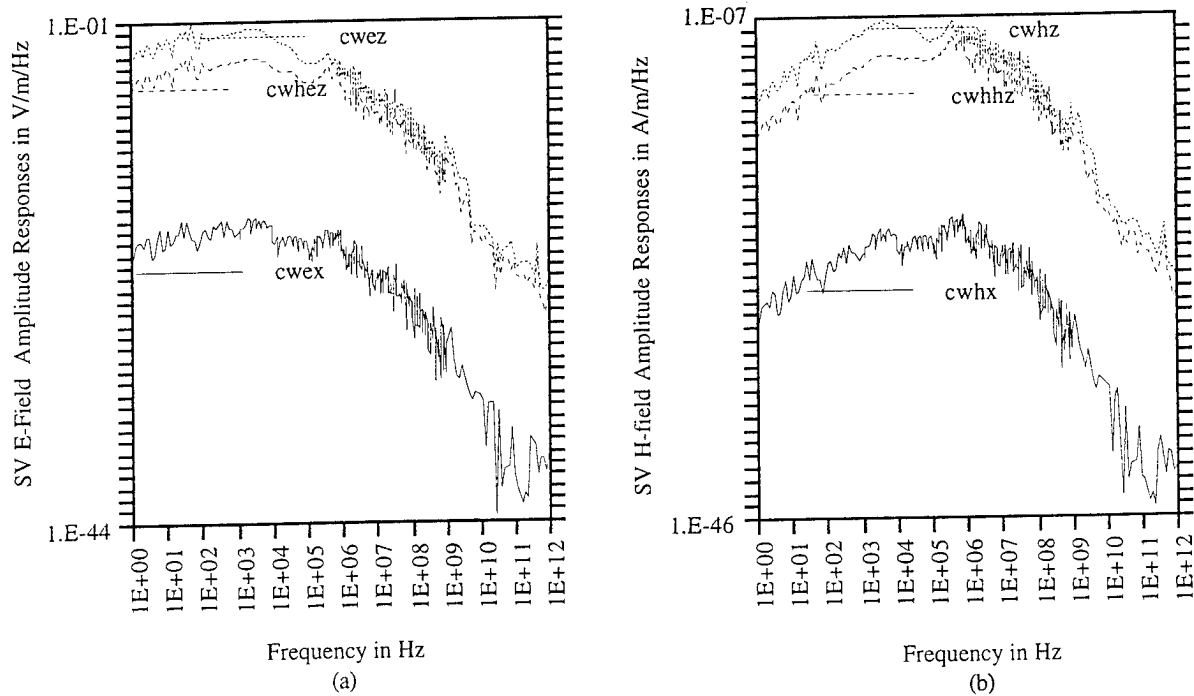 SV E-Field Amplitude Responses in V/m/Hz
1.E-01
1.E-44
cwez
cwhez
cwex
1E+00
1E+01
1E+02
1E+03
1E+04
1E+05
1E+06
1E+07
1E+08
1E+09
1E+10
1E+11
1E+12
Frequency in Hz
(a)
SV H-field Amplitude Responses in A/m/Hz
1.E-07
1.E-46
cwhz
cwhhz
cwhx
1E+00
1E+01
1E+02
1E+03
1E+04
1E+05
1E+06
1E+07
1E+08
1E+09
1E+10
1E+11
1E+12
Frequency in Hz
(b)